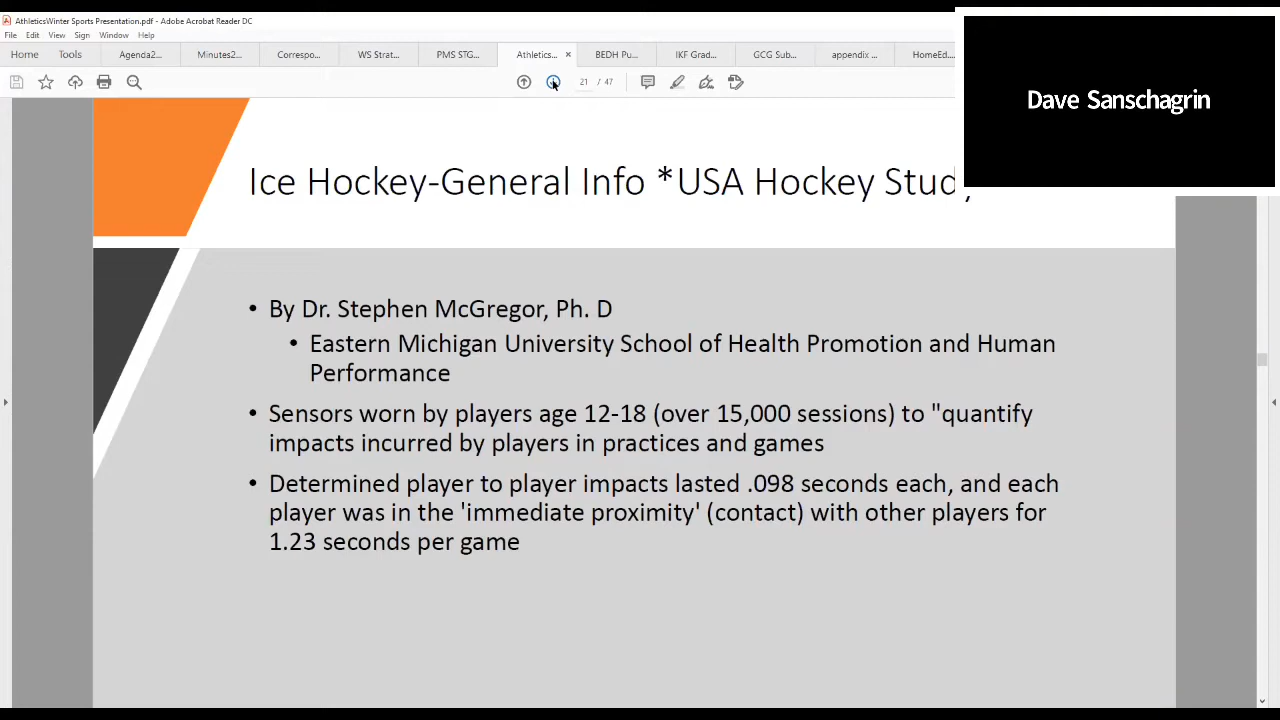 AthleticsWinter Sports Presentation.pdf - Adobe Acrobat Reader DC
File Edit View Sign Window Help
Home Tools Agenda2... Minutes2... Correspo... WS Strat... PMS STG... Athletics... × BEDH Pu... IKF Grad... GCG Sub... appendix ... HomeEd...
21 / 47
Dave Sanschagrin
Ice Hockey-General Info *USA Hockey Study
• By Dr. Stephen McGregor, Ph. D
• Eastern Michigan University School of Health Promotion and Human
Performance
• Sensors worn by players age 12-18 (over 15,000 sessions) to "quantify
impacts incurred by players in practices and games
• Determined player to player impacts lasted .098 seconds each, and each
player was in the 'immediate proximity' (contact) with other players for
1.23 seconds per game